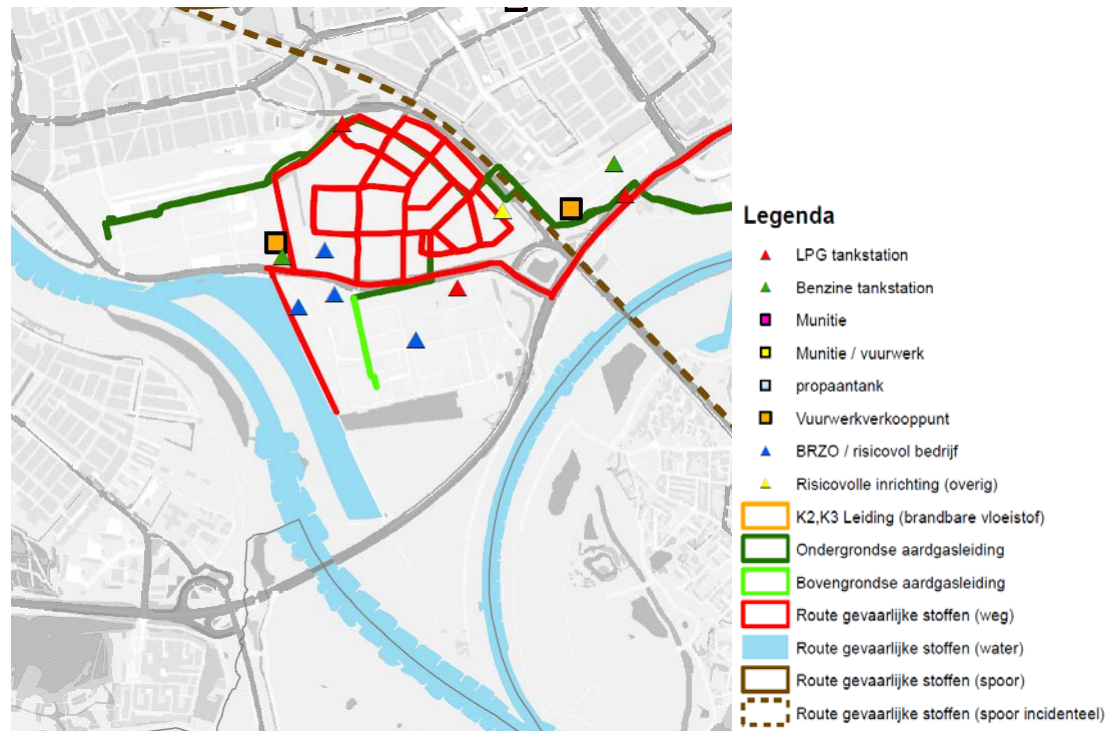 Legenda
LPG tankstation
Benzine tankstation
Munitie
Munitie / vuurwerk
propaantank
Vuurwerkverkooppunt
BRZO / risicovol bedrijf
Risicovolle inrichting (overig)
K2,K3 Leiding (brandbare vloeistof)
Ondergrondse aardgasleiding
Bovengrondse aardgasleiding
Route gevaarlijke stoffen (weg)
Route gevaarlijke stoffen (water)
Route gevaarlijke stoffen (spoor)
Route gevaarlijke stoffen (spoor incidenteel)